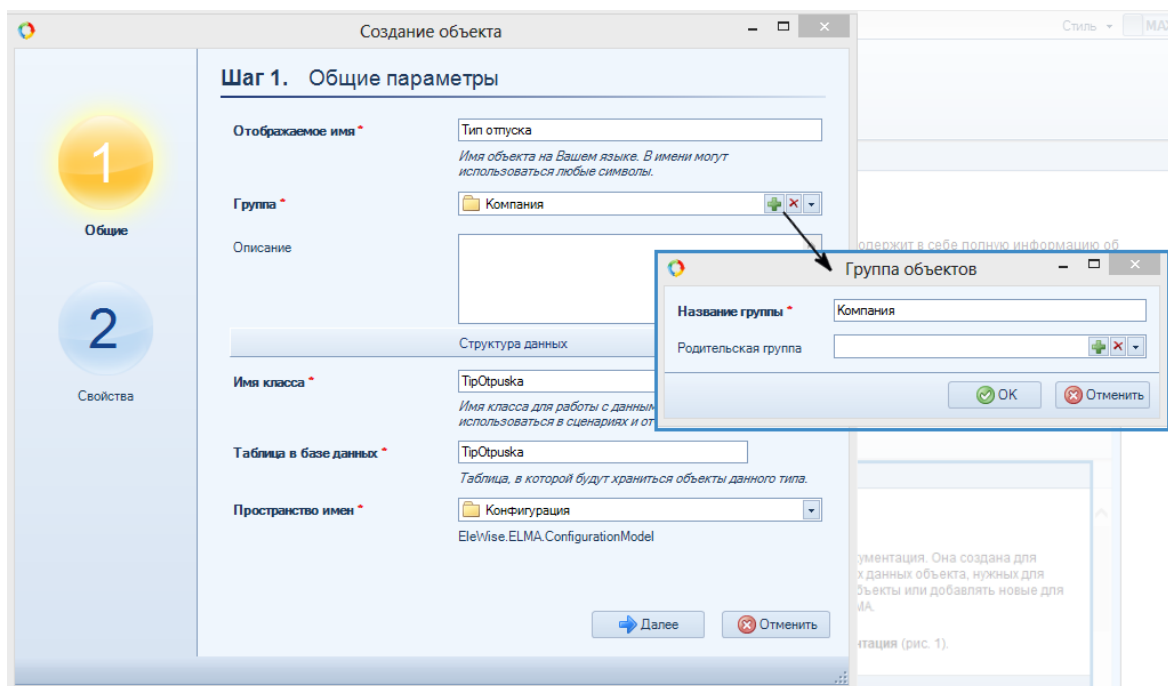 Создание объекта
Стиль
MAX
Шаг 1. Общие параметры
1
Общие
2
Свойства
Отображаемое имя *
Тип отпуска
Имя объекта на Вашем языке. В имени могут
использоваться любые символы.
Группа *
Компания
Описание
Структура данных
Имя класса *
TipOtpuska
Имя класса для работы с данным
использоваться в сценариях и от
Таблица в базе данных *
TipOtpuska
Таблица, в которой будут храниться объекты данного типа.
Пространство имен *
Конфигурация
EleWise.ELMA.ConfigurationModel
Далее
Отменить
одержит в себе полную информацию об
Группа объектов
Название группы *
Компания
Родительская группа
OK
Отменить
ументация. Она создана для
х данных объекта, нужных для
бъекты или добавлять новые для
МА.
нтация (рис. 1).